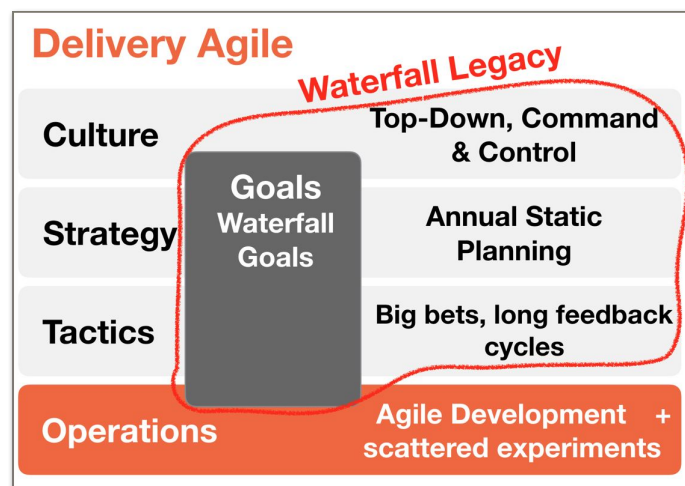 Delivery Agile
Waterfall Legacy
Culture
Top-Down, Command
& Control
Goals
Waterfall
Goals
Strategy
Annual Static
Planning
Tactics
Big bets, long feedback
cycles
Operations
Agile Development +
scattered experiments